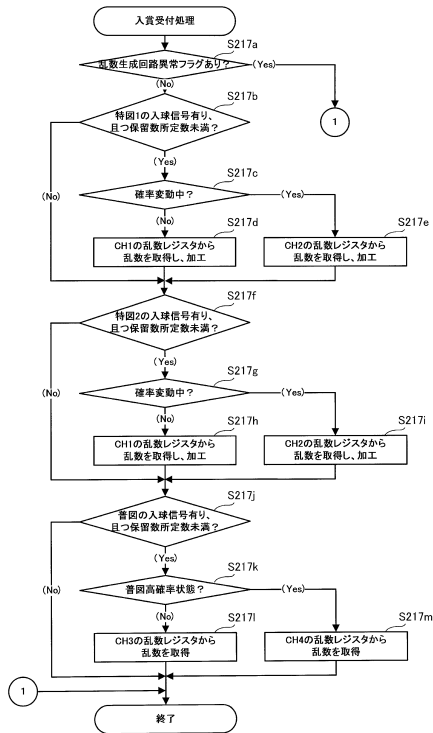 入賞受付処理
S217a
乱数生成回路異常フラグあり?
(Yes)
(No)
S217b
1
特図1の入球信号有り、
且つ保留数所定数未満?
(Yes)
S217c
(No)
確率変動中?
(Yes)
(No)
S217d
S217e
CH1の乱数レジスタから
乱数を取得し、加工
CH2の乱数レジスタから
乱数を取得し、加工
S217f
特図2の入球信号有り、
且つ保留数所定数未満?
(Yes)
S217g
(No)
確率変動中?
(Yes)
(No)
S217h
S217i
CH1の乱数レジスタから
乱数を取得し、加工
CH2の乱数レジスタから
乱数を取得し、加工
S217j
普図の入球信号有り、
且つ保留数所定数未満?
(Yes)
S217k
(No)
普図高確率状態?
(Yes)
(No)
S217l
S217m
CH3の乱数レジスタから
乱数を取得
CH4の乱数レジスタから
乱数を取得
1
終了